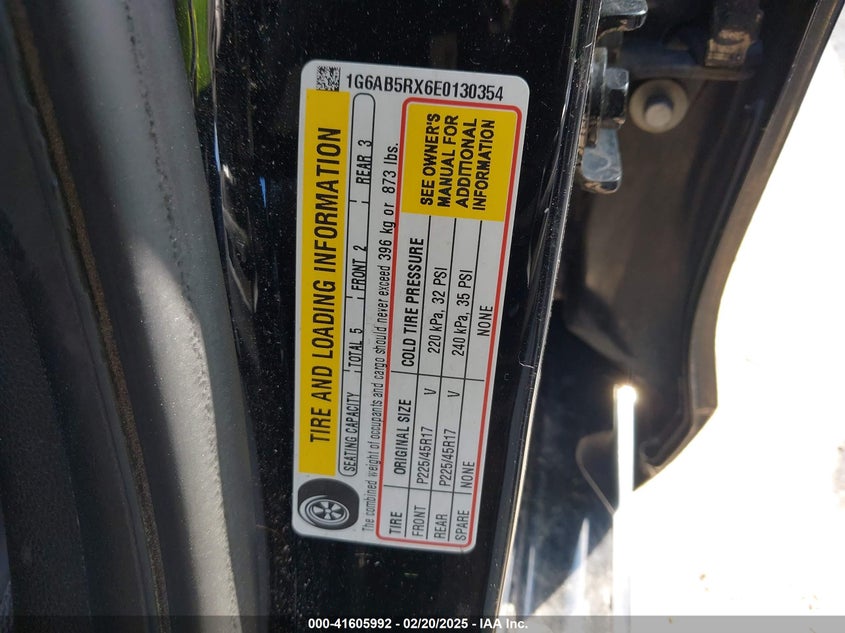 1G6AB5RX6E0130354
TIRE AND LOADING INFORMATION
SEATING CAPACITY TOTAL 5 FRONT 2 REAR 3
The combined weight of occupants and cargo should never exceed 396 kg or 873 lbs.
TIRE ORIGINAL SIZE COLD TIRE PRESSURE
FRONT P225/45R17 V 220 kPa, 32 PSI
REAR P225/45R17 V 240 kPa, 35 PSI
SPARE NONE NONE
SEE OWNER'S
MANUAL FOR
ADDITIONAL
INFORMATION
000-41605992 / 02/20/2025 - IAA Inc.